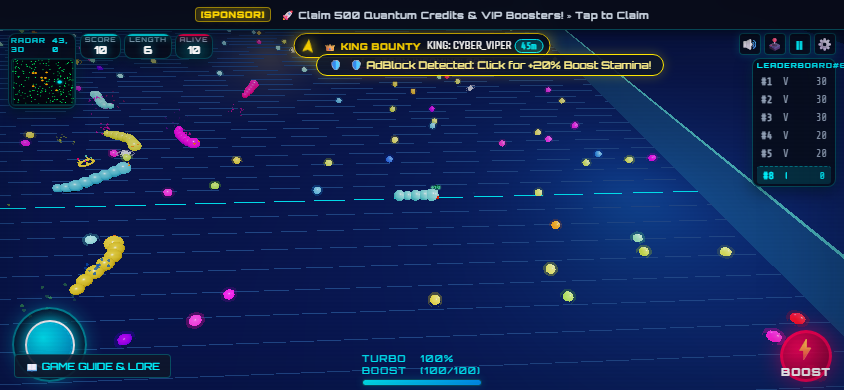 [SPONSOR] 🚀 Claim 500 Quantum Credits & VIP Boosters! » Tap to Claim
RADAR 43, 30
SCORE 10
LENGTH 6
ALIVE 10
KING BOUNTY KING: CYBER_VIPER 45m
AdBlock Detected: Click for +20% Boost Stamina!
LEADERBOARD
#1 V 30
#2 V 30
#3 V 30
#4 V 20
#5 V 20
#8 I 0
GAME GUIDE & LORE
TURBO BOOST 100% (100/100)
BOOST